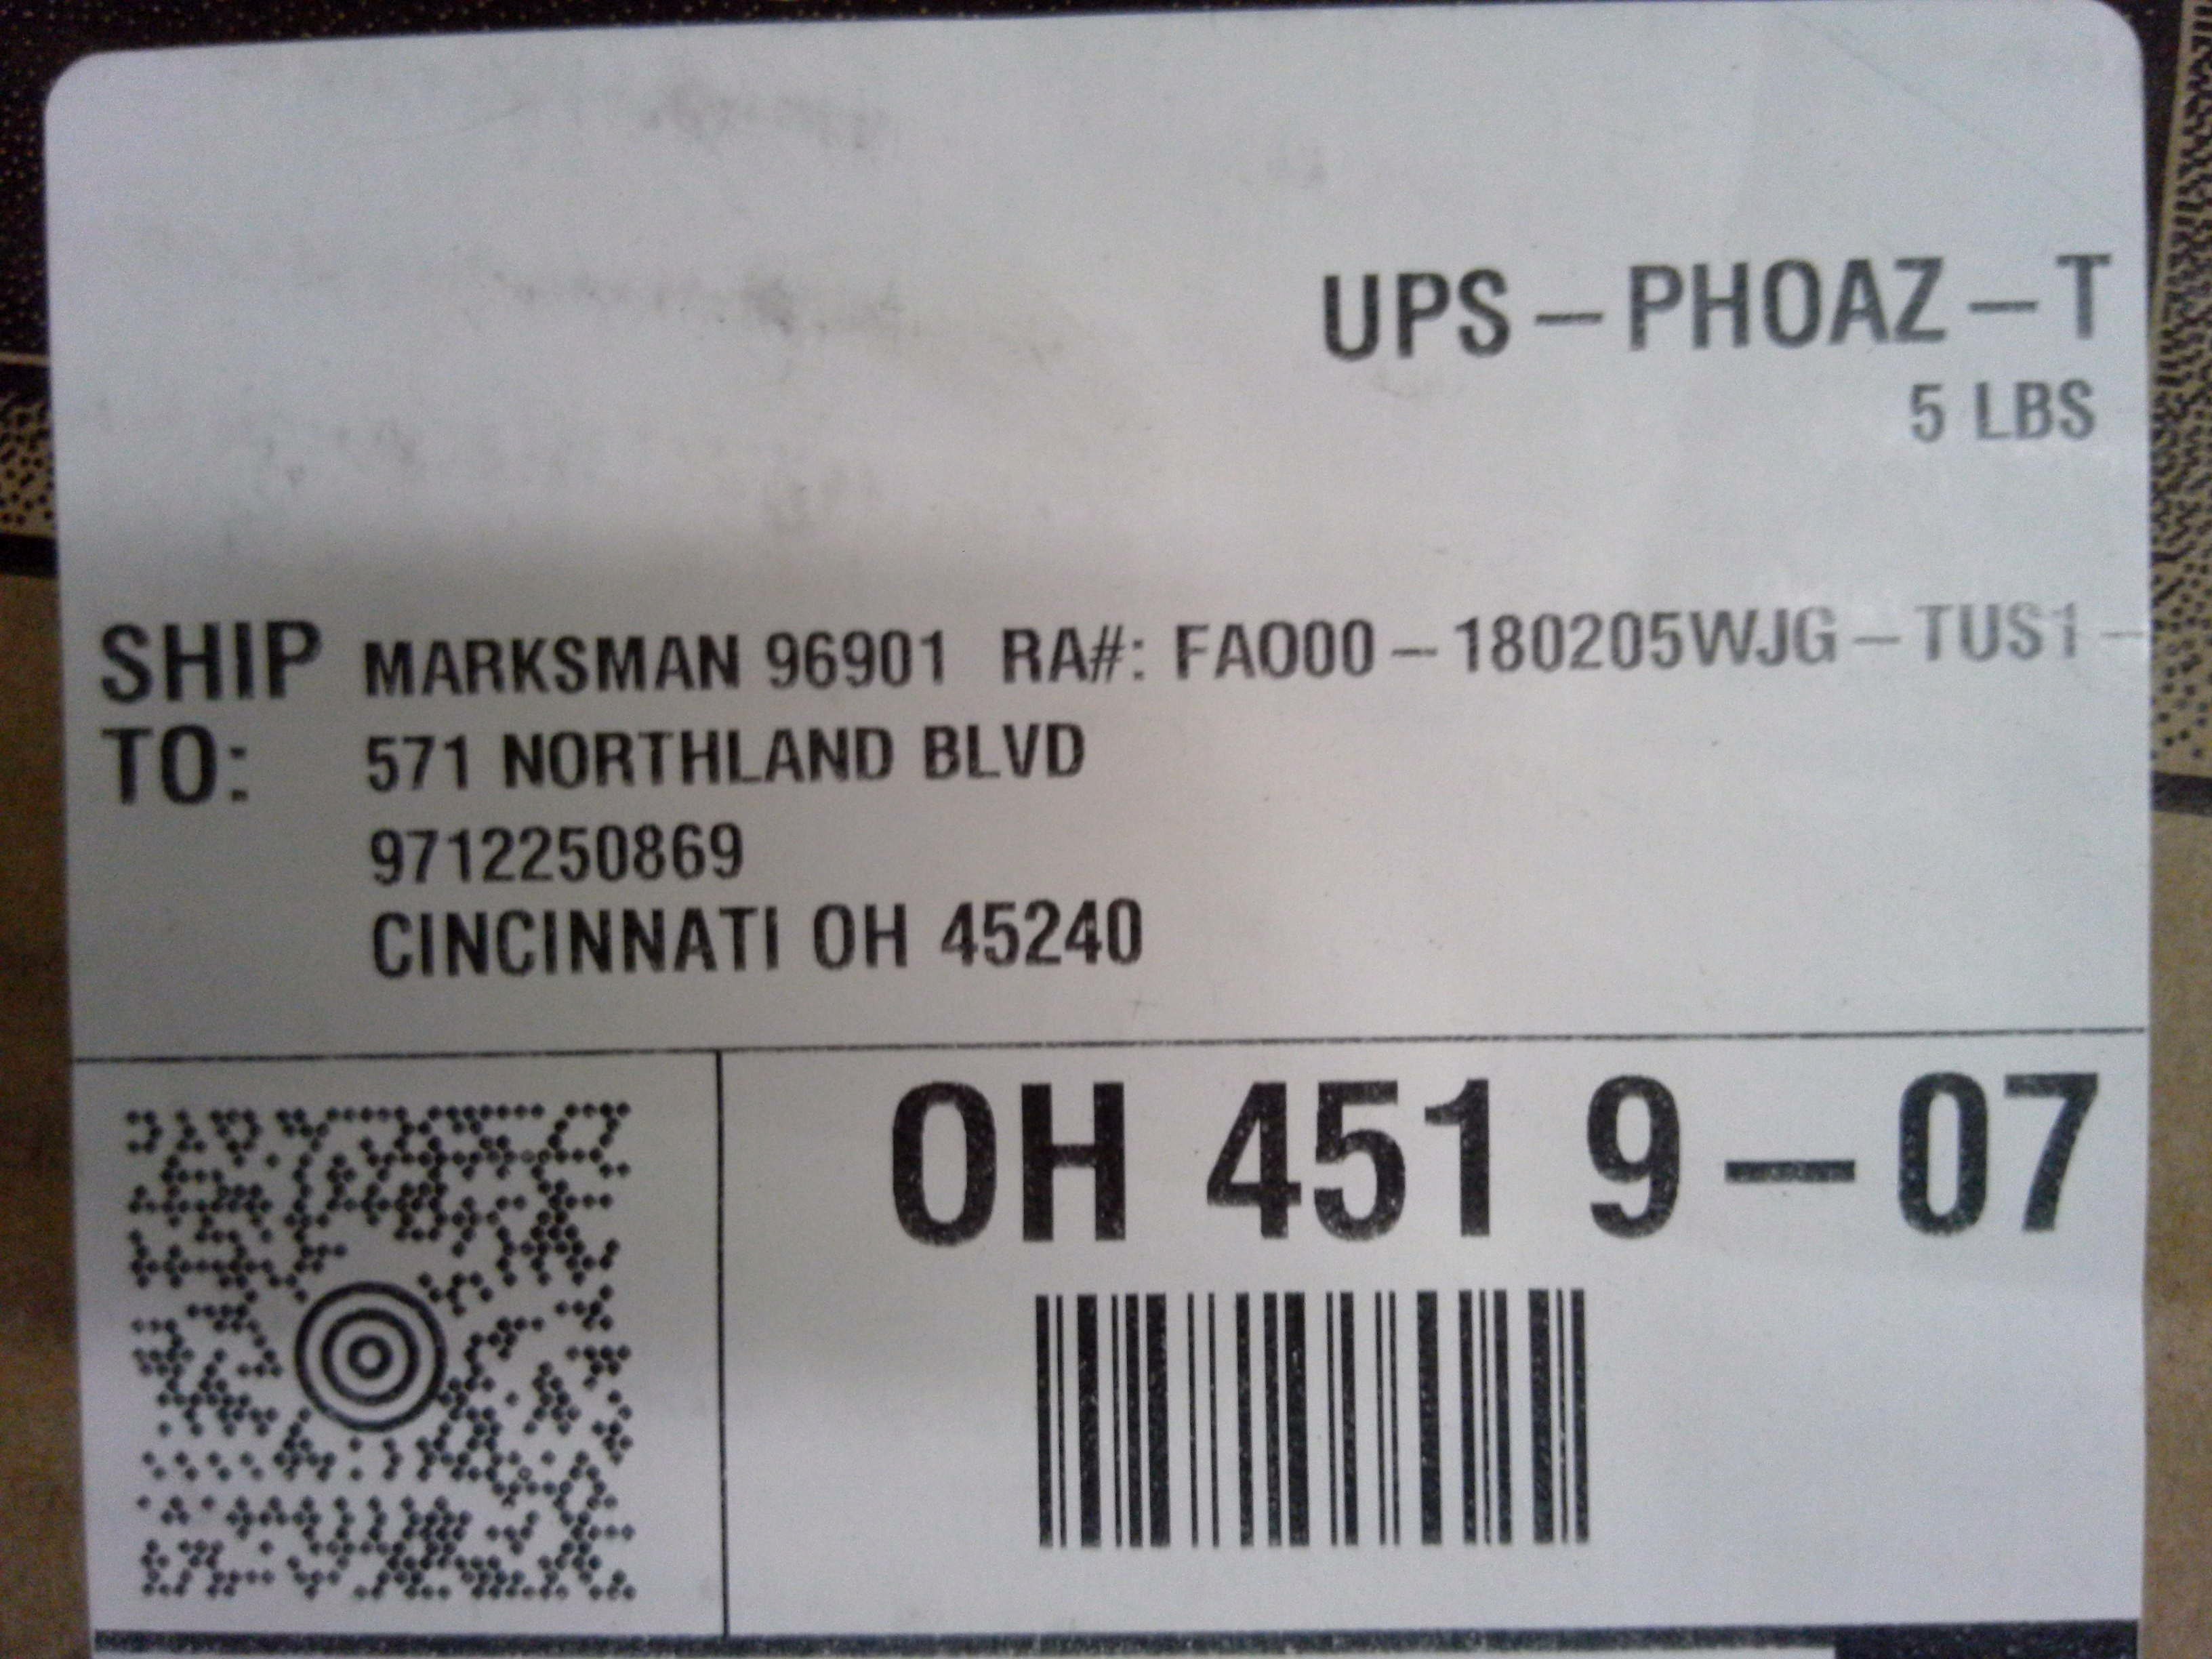 UPS-PHOAZ-T
5 LBS
SHIP TO:
MARKSMAN 96901 RA#: FAO00-180205WJG-TUS1-
571 NORTHLAND BLVD
9712250869
CINCINNATI OH 45240
OH 451 9-07